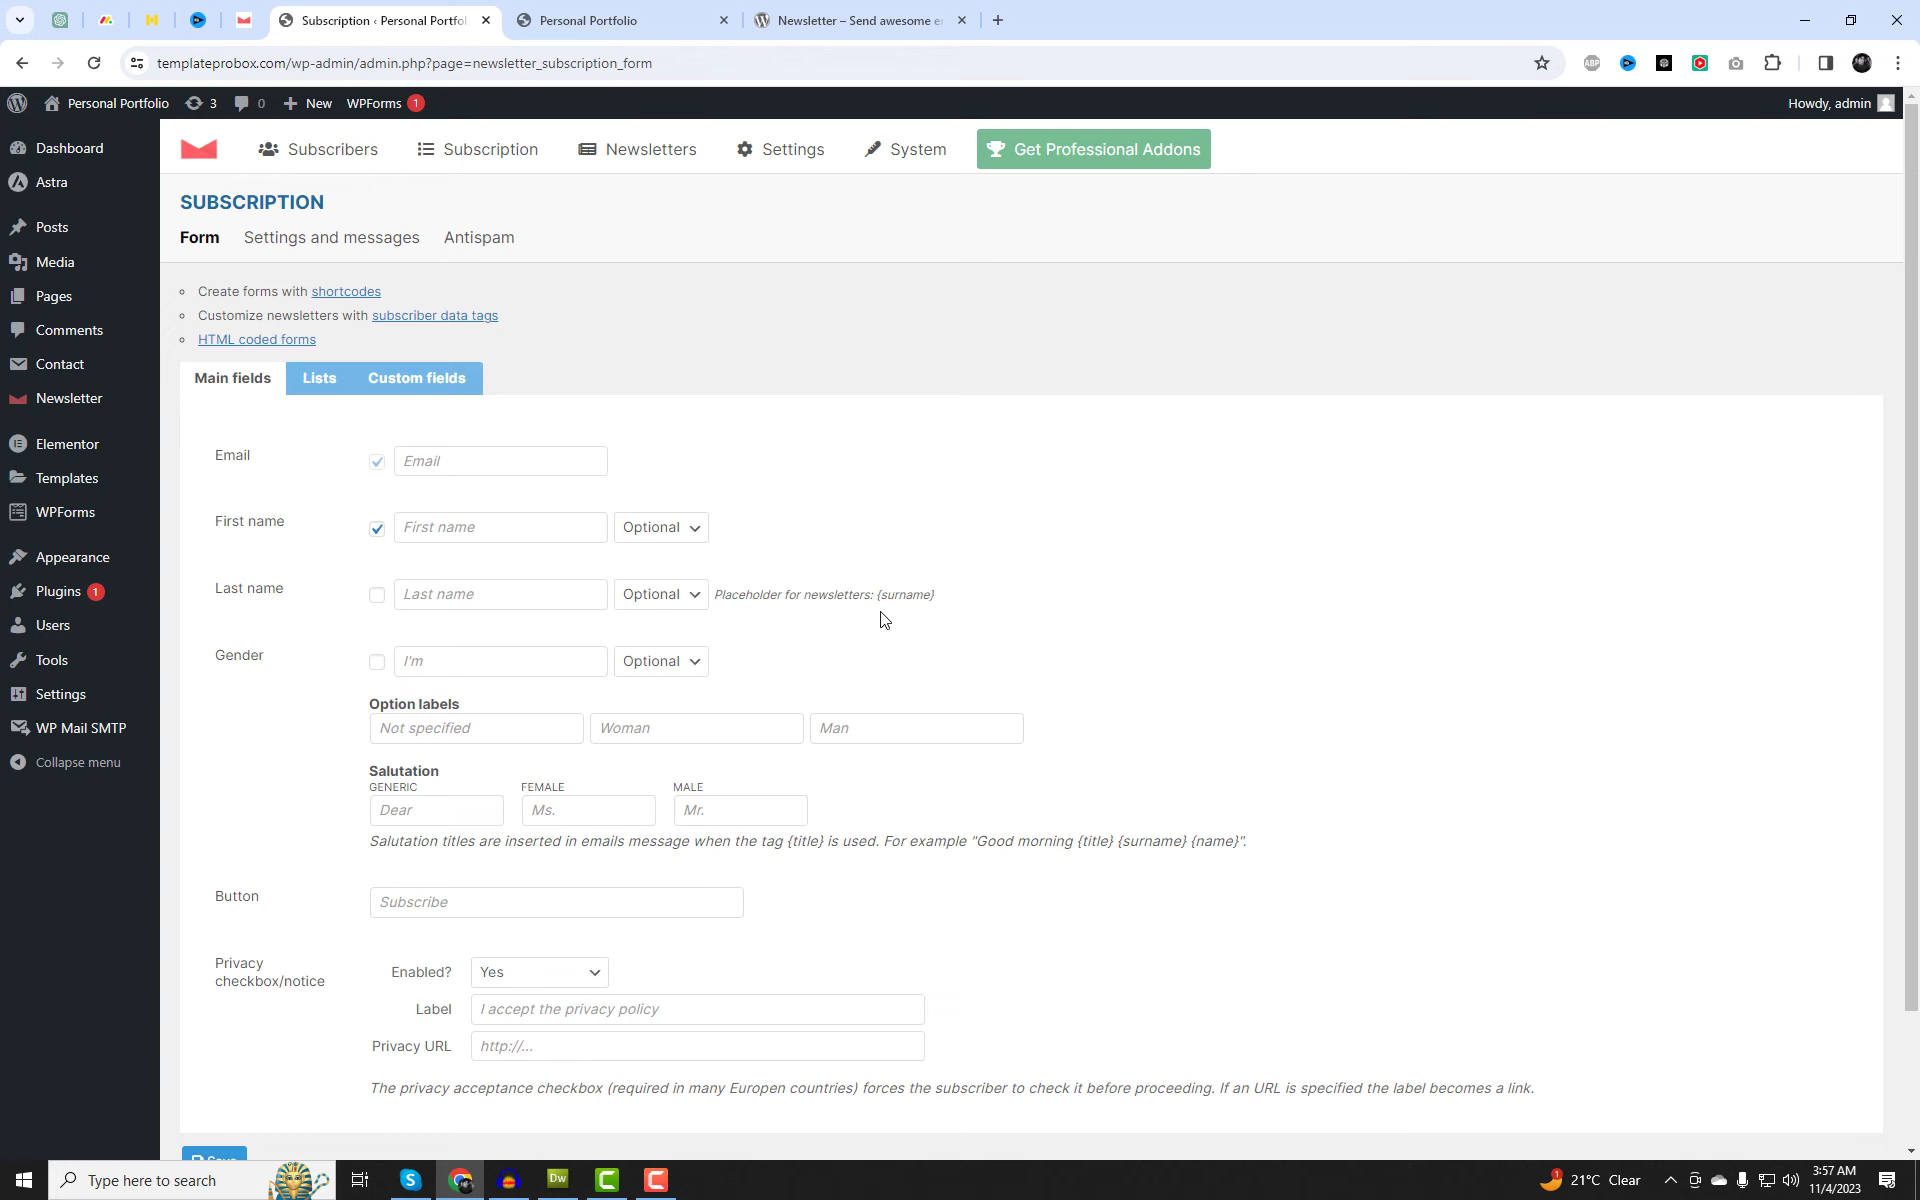 Subscription ‹ Personal Portfol
Personal Portfolio
Newsletter – Send awesome e
templateprobox.com/wp-admin/admin.php?page=newsletter_subscription_form
ABP
Personal Portfolio
3
0
New
WPForms 1
Howdy, admin
Dashboard
Astra
Posts
Media
Pages
Comments
Contact
Newsletter
Elementor
Templates
WPForms
Appearance
Plugins 1
Users
Tools
Settings
WP Mail SMTP
Collapse menu
Subscribers
Subscription
Newsletters
Settings
System
Get Professional Addons
SUBSCRIPTION
Form
Settings and messages
Antispam
Create forms with shortcodes
Customize newsletters with subscriber data tags
HTML coded forms
Main fields
Lists
Custom fields
Email
Email
First name
First name
Optional
Last name
Last name
Optional
Placeholder for newsletters: {surname}
Gender
I'm
Optional
Option labels
Not specified
Woman
Man
Salutation
GENERIC
FEMALE
MALE
Dear
Ms.
Mr.
Salutation titles are inserted in emails message when the tag {title} is used. For example "Good morning {title} {surname} {name}".
Button
Subscribe
Privacy
checkbox/notice
Enabled?
Yes
Label
I accept the privacy policy
Privacy URL
http://...
The privacy acceptance checkbox (required in many Europen countries) forces the subscriber to check it before proceeding. If an URL is specified the label becomes a link.
Save
Type here to search
S
Dw
C
C
1
21°C Clear
3:57 AM
11/4/2023